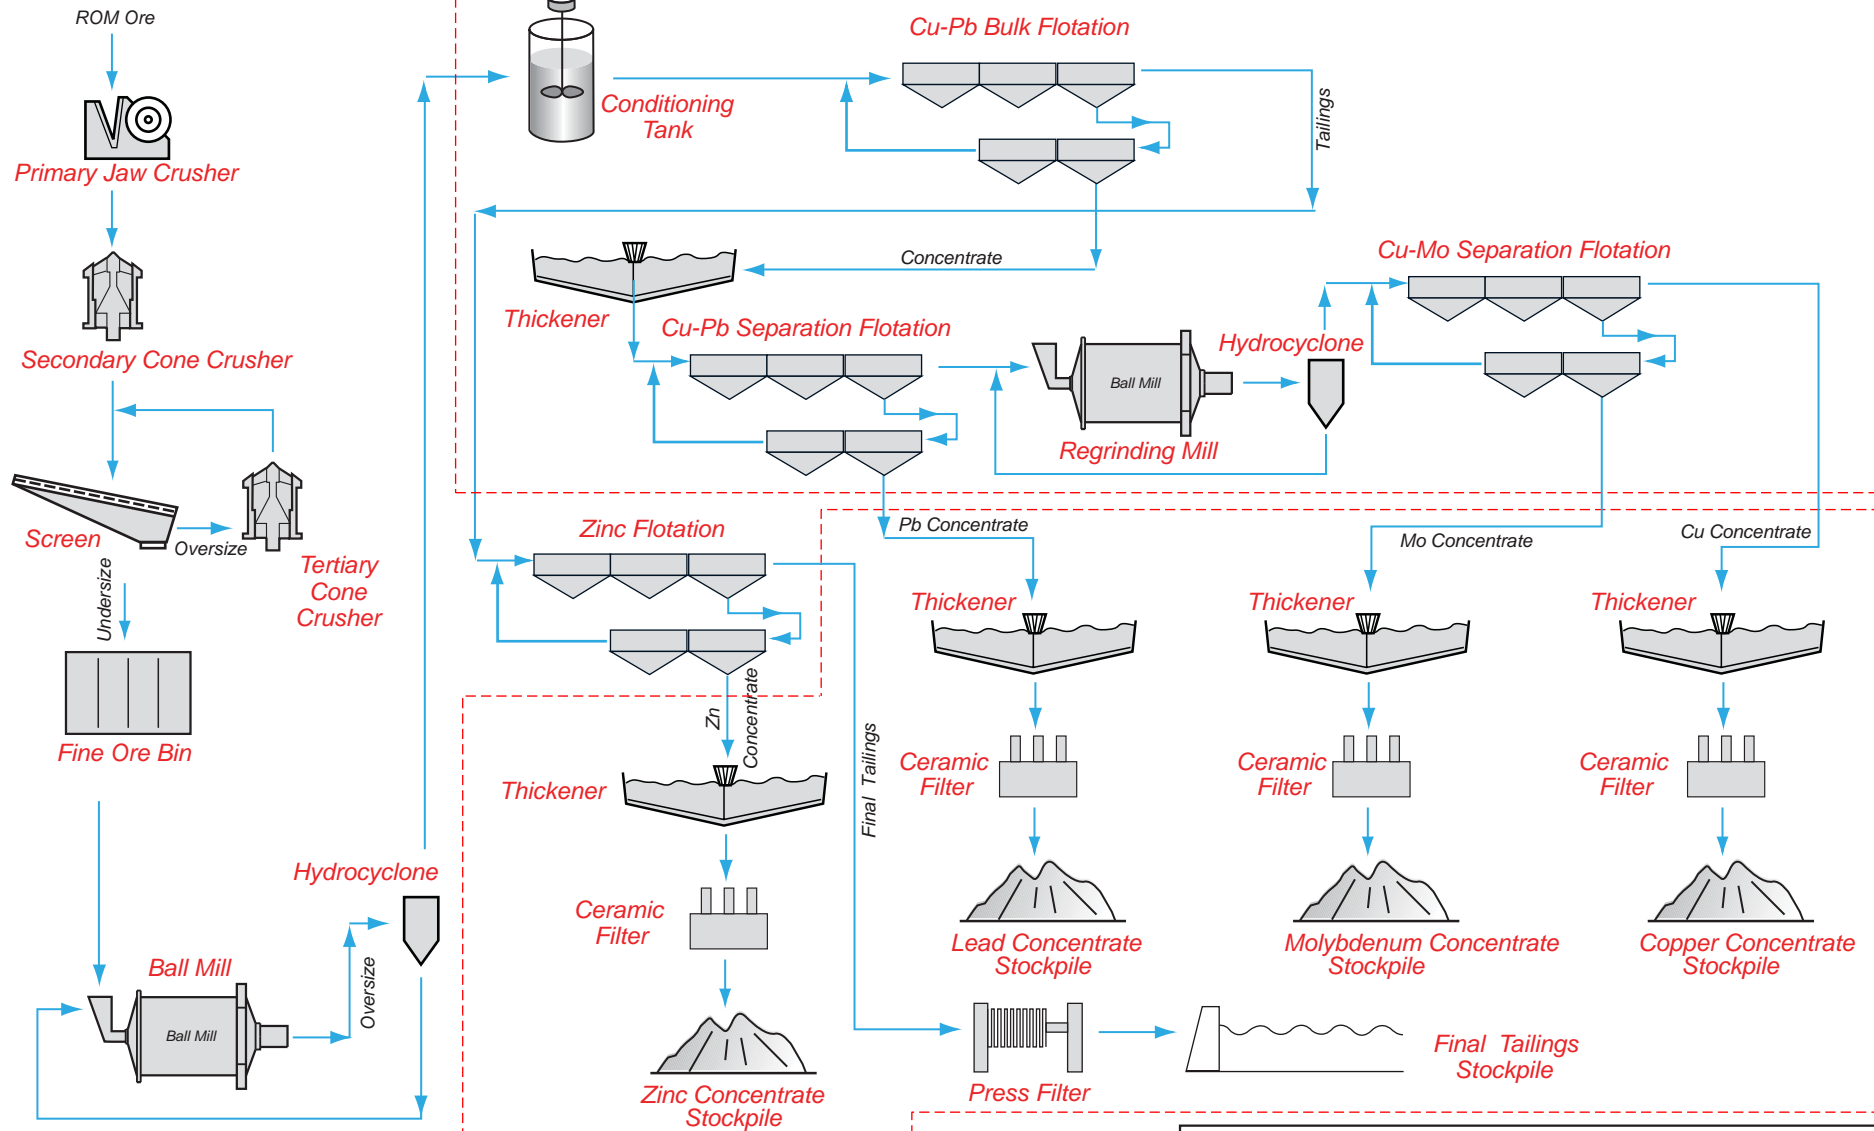 ROM Ore
Primary Jaw Crusher
Secondary Cone Crusher
Screen
Oversize
Tertiary
Cone
Crusher
Undersize
Fine Ore Bin
Hydrocyclone
Ball Mill
Ball Mill
Oversize
Conditioning
Tank
Cu-Pb Bulk Flotation
Tailings
Concentrate
Thickener
Cu-Pb Separation Flotation
Ball Mill
Regrinding Mill
Hydrocyclone
Cu-Mo Separation Flotation
Zinc Flotation
Zn
Concentrate
Final Tailings
Thickener
Ceramic
Filter
Zinc Concentrate
Stockpile
Pb Concentrate
Thickener
Ceramic
Filter
Lead Concentrate
Stockpile
Mo Concentrate
Thickener
Ceramic
Filter
Molybdenum Concentrate
Stockpile
Cu Concentrate
Thickener
Ceramic
Filter
Copper Concentrate
Stockpile
Press Filter
Final Tailings
Stockpile